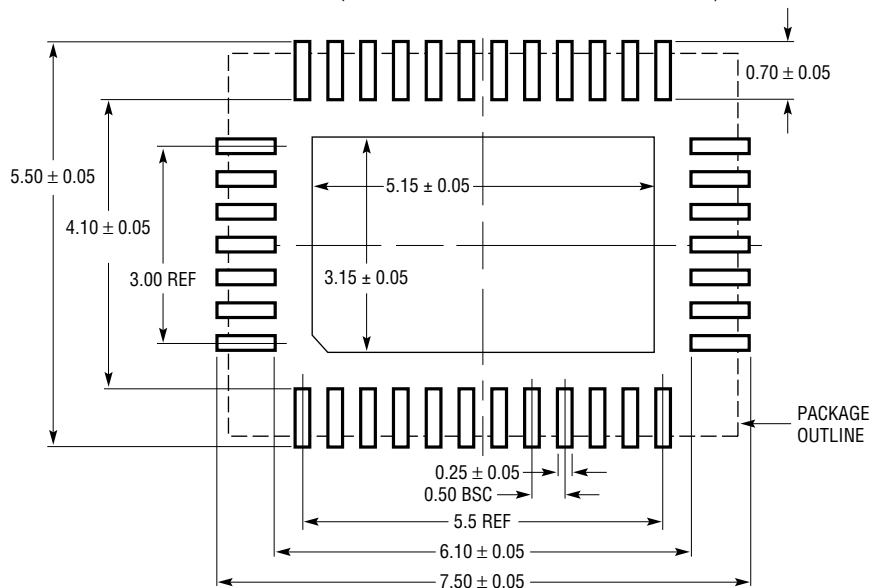 0.70 ± 0.05
5.50 ± 0.05
5.15 ± 0.05
4.10 ± 0.05
3.00 REF
3.15 ± 0.05
PACKAGE
OUTLINE
0.25 ± 0.05
0.50 BSC
5.5 REF
6.10 ± 0.05
7.50 ± 0.05